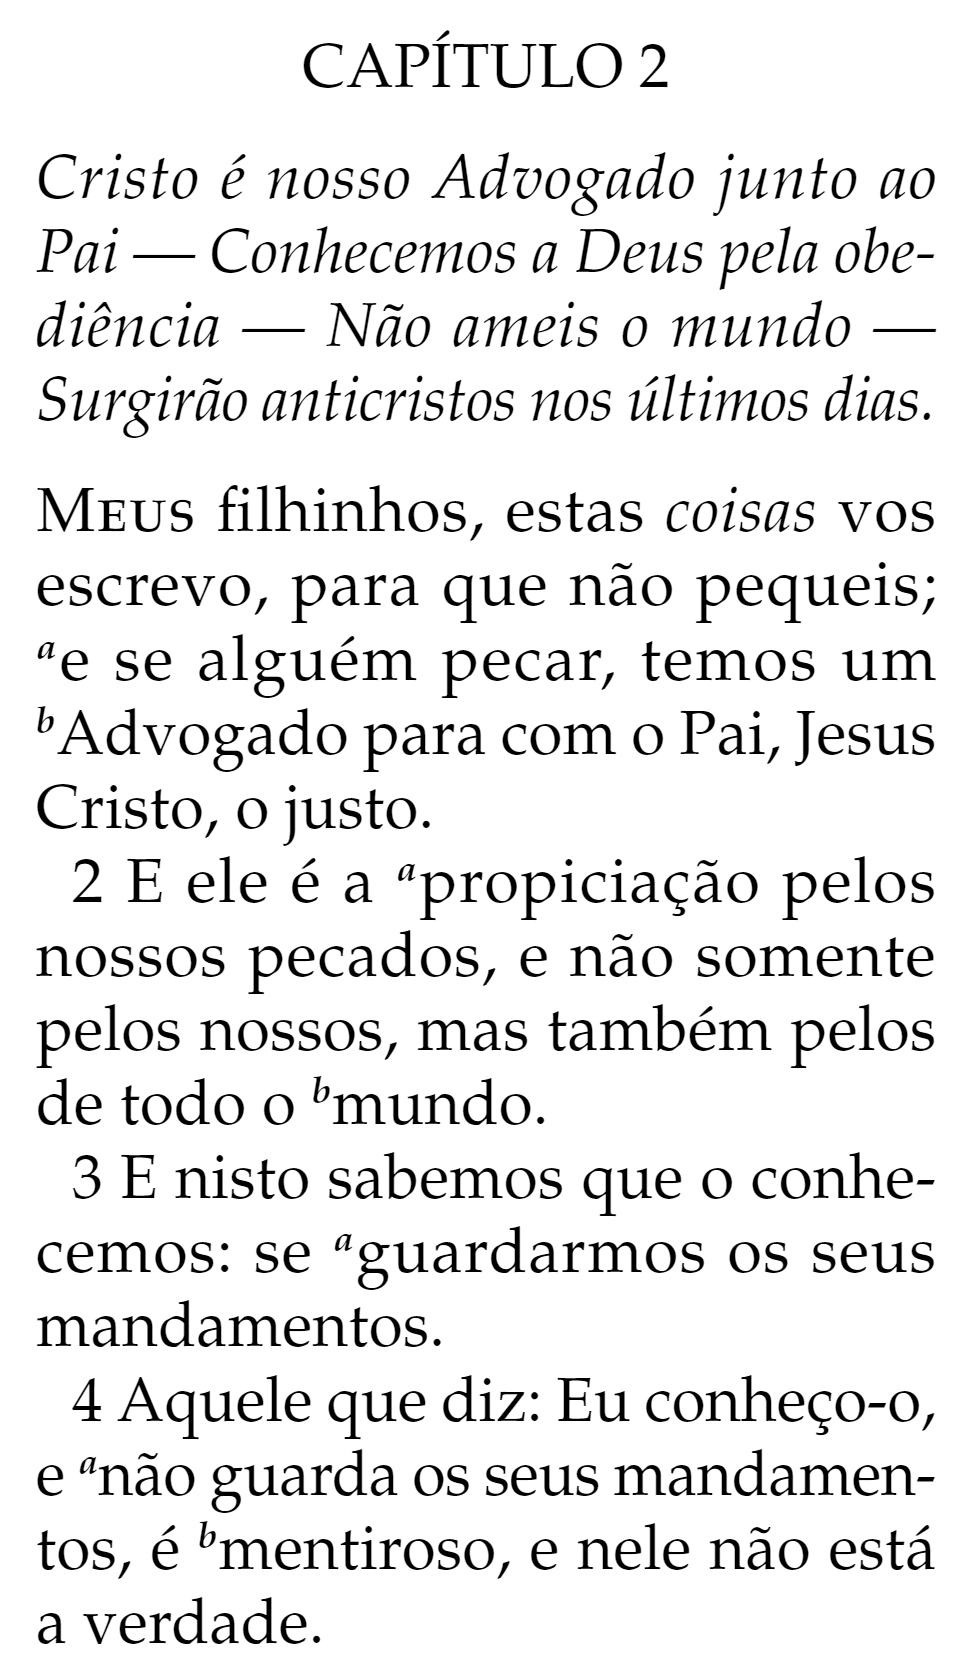 CAPÍTULO 2
Cristo é nosso Advogado junto ao
Pai — Conhecemos a Deus pela obe-
diência — Não ameis o mundo —
Surgirão anticristos nos últimos dias.
Meus filhinhos, estas coisas vos
escrevo, para que não pequeis;
ᵃe se alguém pecar, temos um
ᵇAdvogado para com o Pai, Jesus
Cristo, o justo.
2 E ele é a ᵃpropiciação pelos
nossos pecados, e não somente
pelos nossos, mas também pelos
de todo o ᵇmundo.
3 E nisto sabemos que o conhe-
cemos: se ᵃguardarmos os seus
mandamentos.
4 Aquele que diz: Eu conheço-o,
e ᵃnão guarda os seus mandamen-
tos, é ᵇmentiroso, e nele não está
a verdade.